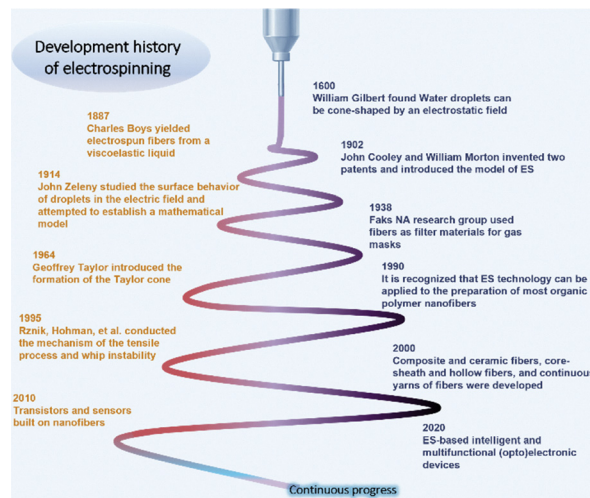 Development history
of electrospinning
1600
William Gilbert found Water droplets can
be cone-shaped by an electrostatic field
1887
Charles Boys yielded
electrospun fibers from a
viscoelastic liquid
1902
John Cooley and William Morton invented two
patents and introduced the model of ES
1914
John Zeleny studied the surface behavior
of droplets in the electric field and
attempted to establish a mathematical
model
1938
Faks NA research group used
fibers as filter materials for gas
masks
1964
Geoffrey Taylor introduced the
formation of the Taylor cone
1990
It is recognized that ES technology can be
applied to the preparation of most organic
polymer nanofibers
1995
Rznik, Hohman, et al. conducted
the mechanism of the tensile
process and whip instability
2000
Composite and ceramic fibers, core-
sheath and hollow fibers, and continuou
yarns of fibers were developed
2010
Transistors and sensors
built on nanofibers
2020
ES-based intelligent and
multifunctional (opto)electronic
devices
Continuous progress